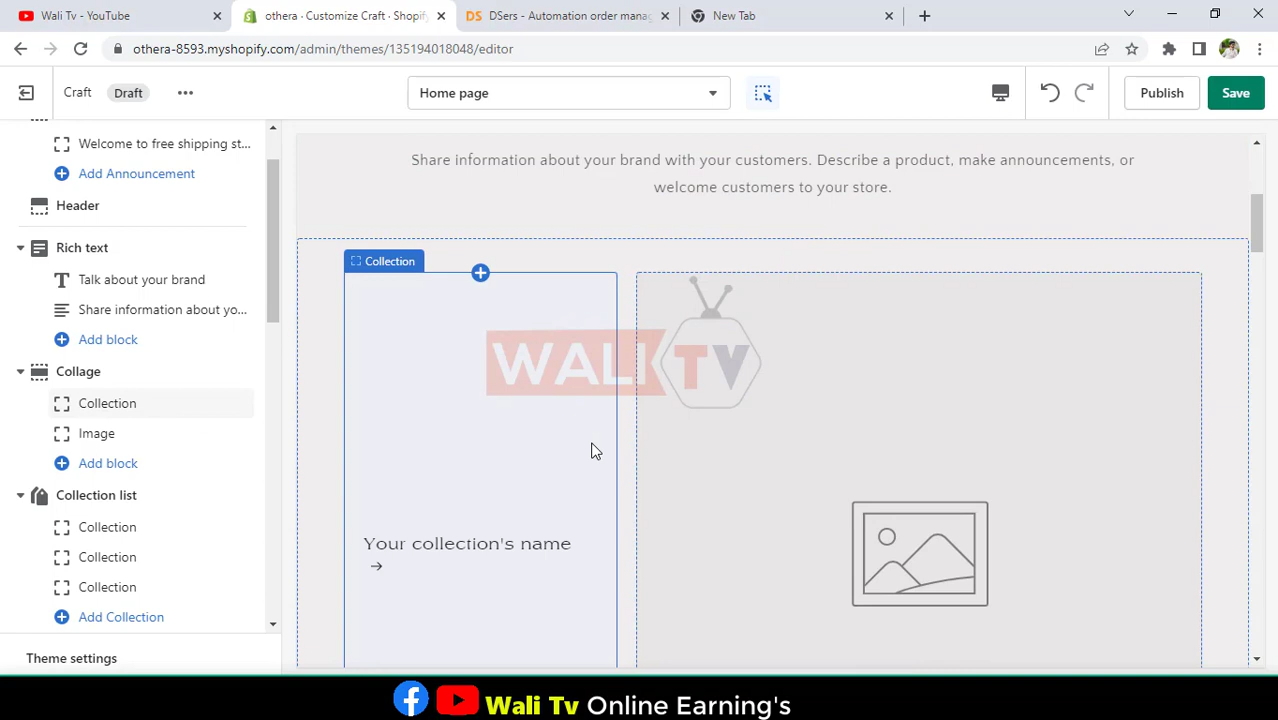 Wali Tv - YouTube
othera · Customize Craft · Shopify
DSers - Automation order mana
New Tab
othera-8593.myshopify.com/admin/themes/135194018048/editor
Craft
Draft
Home page
Publish
Save
Welcome to free shipping st...
Add Announcement
Header
Rich text
Talk about your brand
Share information about yo...
Add block
Collage
Collection
Image
Add block
Collection list
Collection
Collection
Collection
Add Collection
Theme settings
Share information about your brand with your customers. Describe a product, make announcements, or
welcome customers to your store.
Collection
WALI TV
Your collection's name
Wali Tv Online Earning's